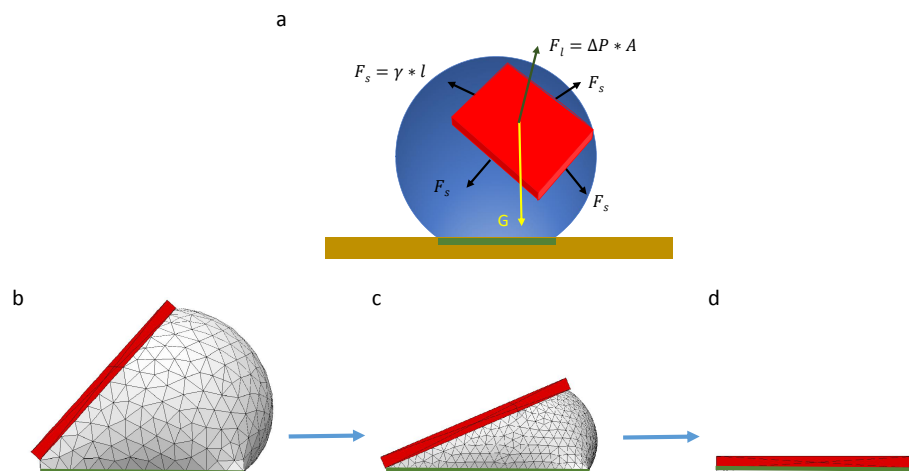 a
F_l = ΔP * A
F_s = γ * l
F_s
F_s
F_s
G
b
c
d